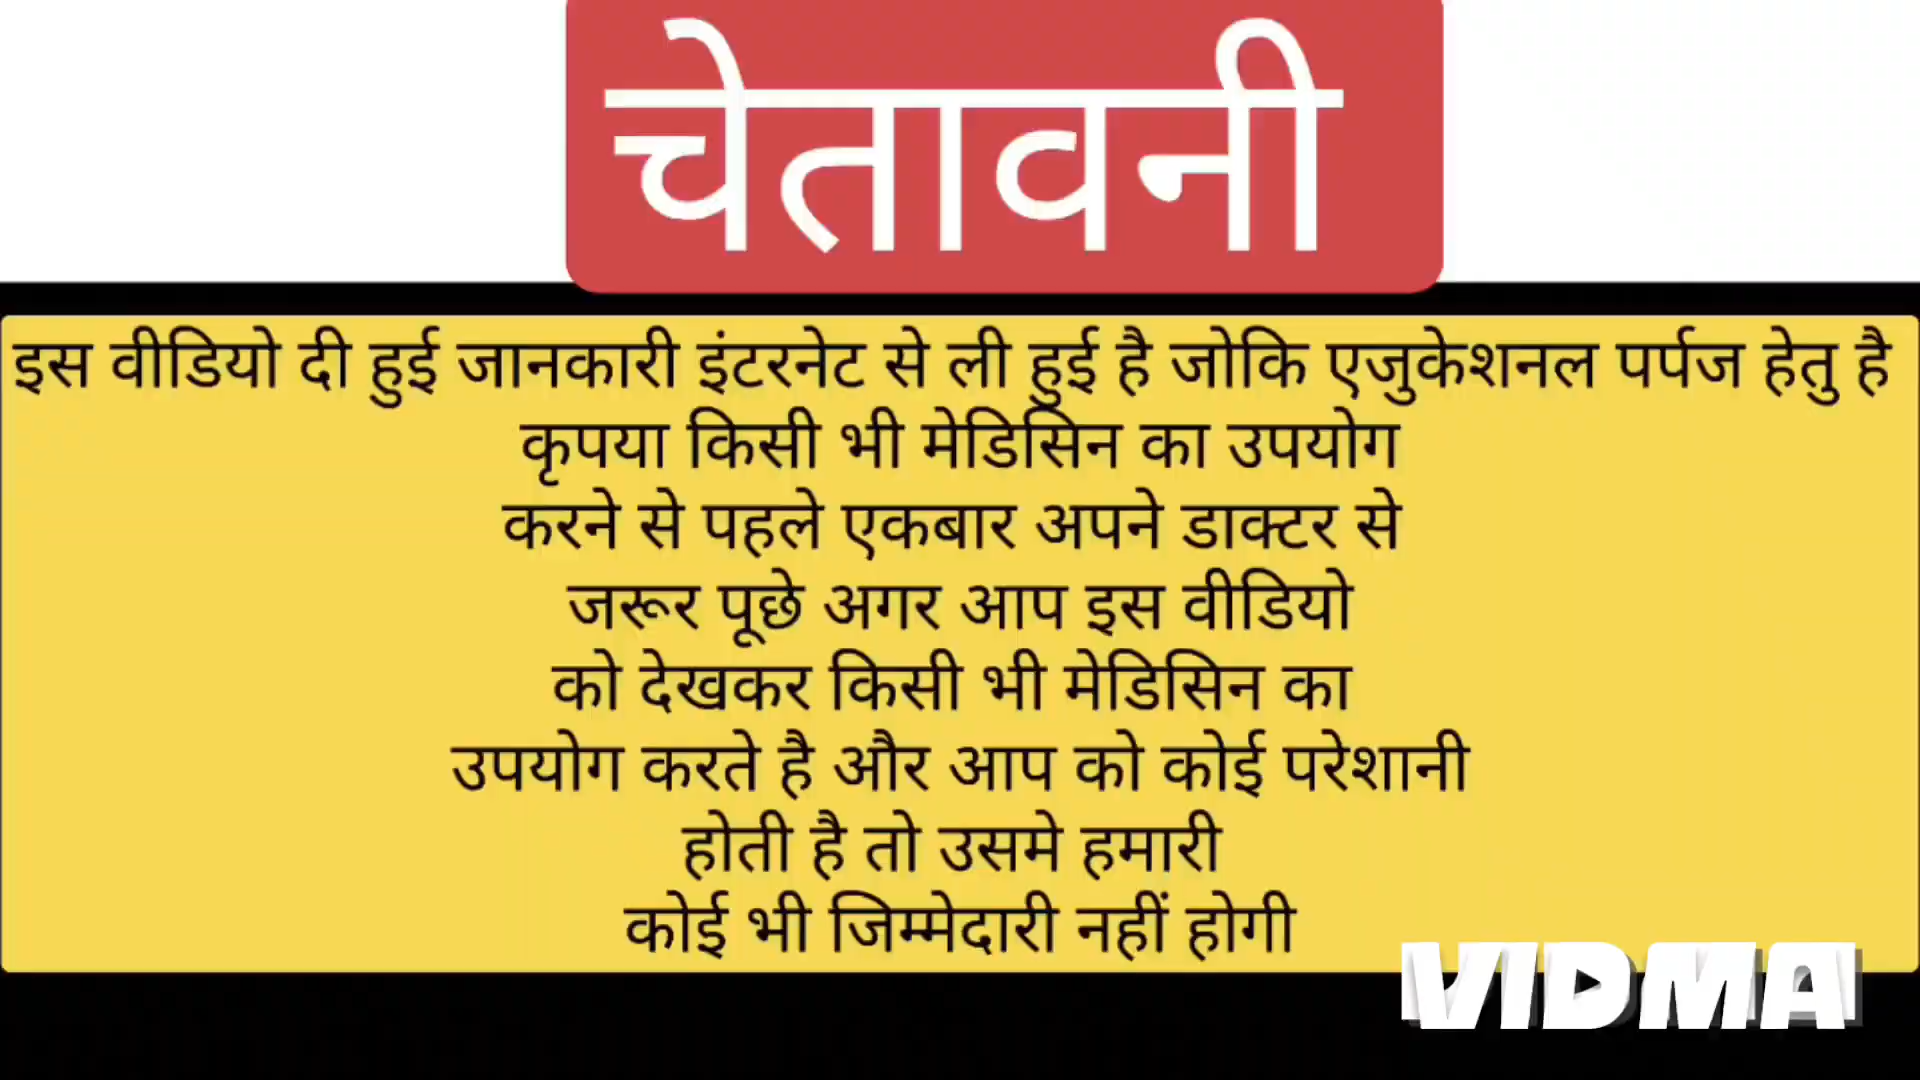 चेतावनी
इस वीडियो दी हुई जानकारी इंटरनेट से ली हुई है जोकि एजुकेशनल पर्पज हेतु है
कृपया किसी भी मेडिसिन का उपयोग
करने से पहले एकबार अपने डाक्टर से
जरूर पूछे अगर आप इस वीडियो
को देखकर किसी भी मेडिसिन का
उपयोग करते है और आप को कोई परेशानी
होती है तो उसमे हमारी
कोई भी जिम्मेदारी नहीं होगी
VIDMA